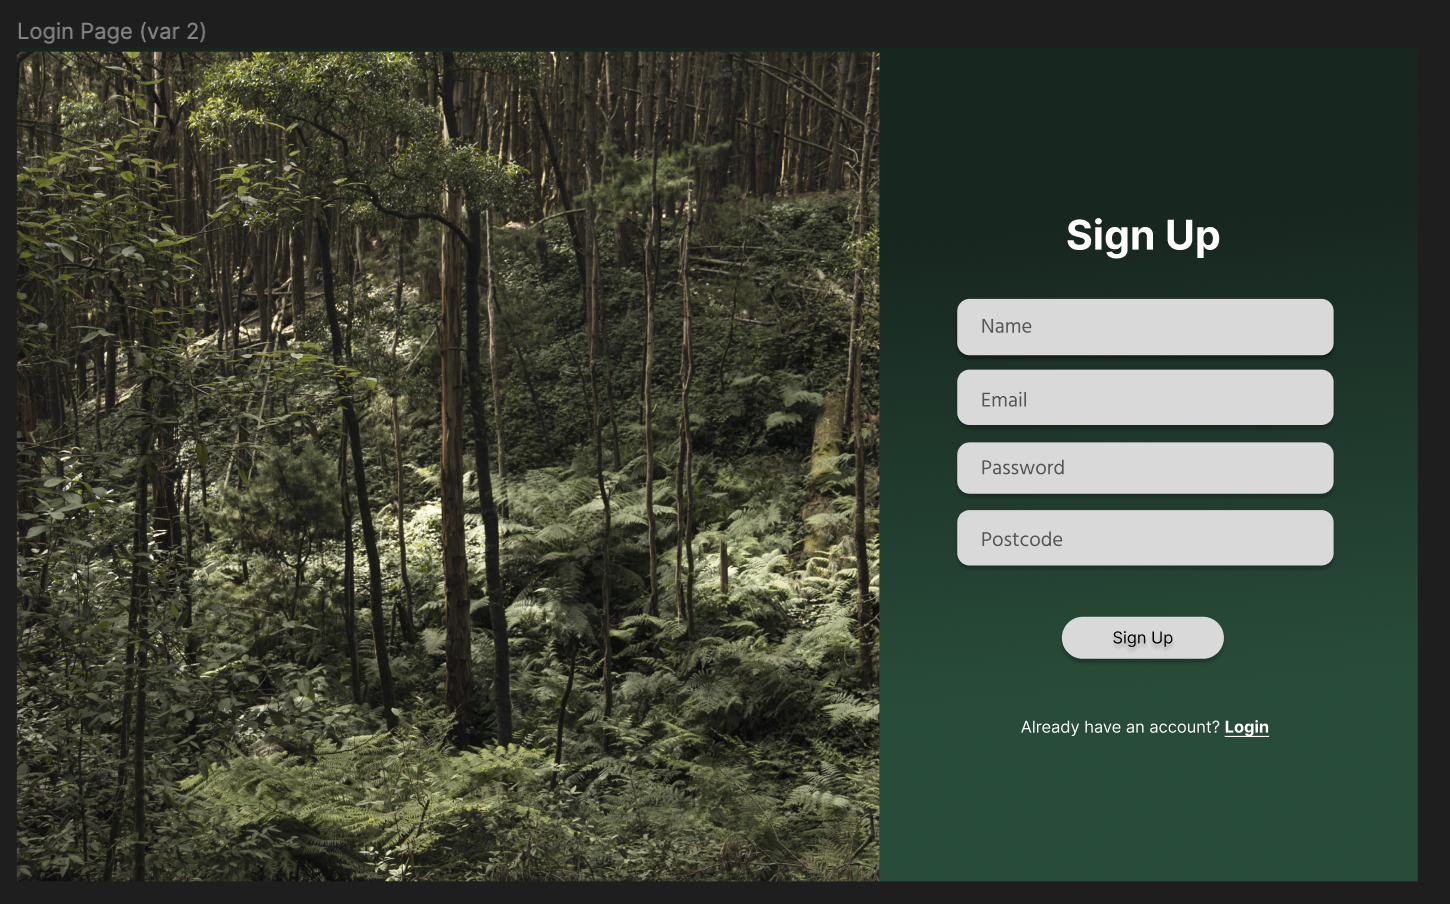 Login Page (var 2)
Sign Up
Name
Email
Password
Postcode
Sign Up
Already have an account? Login